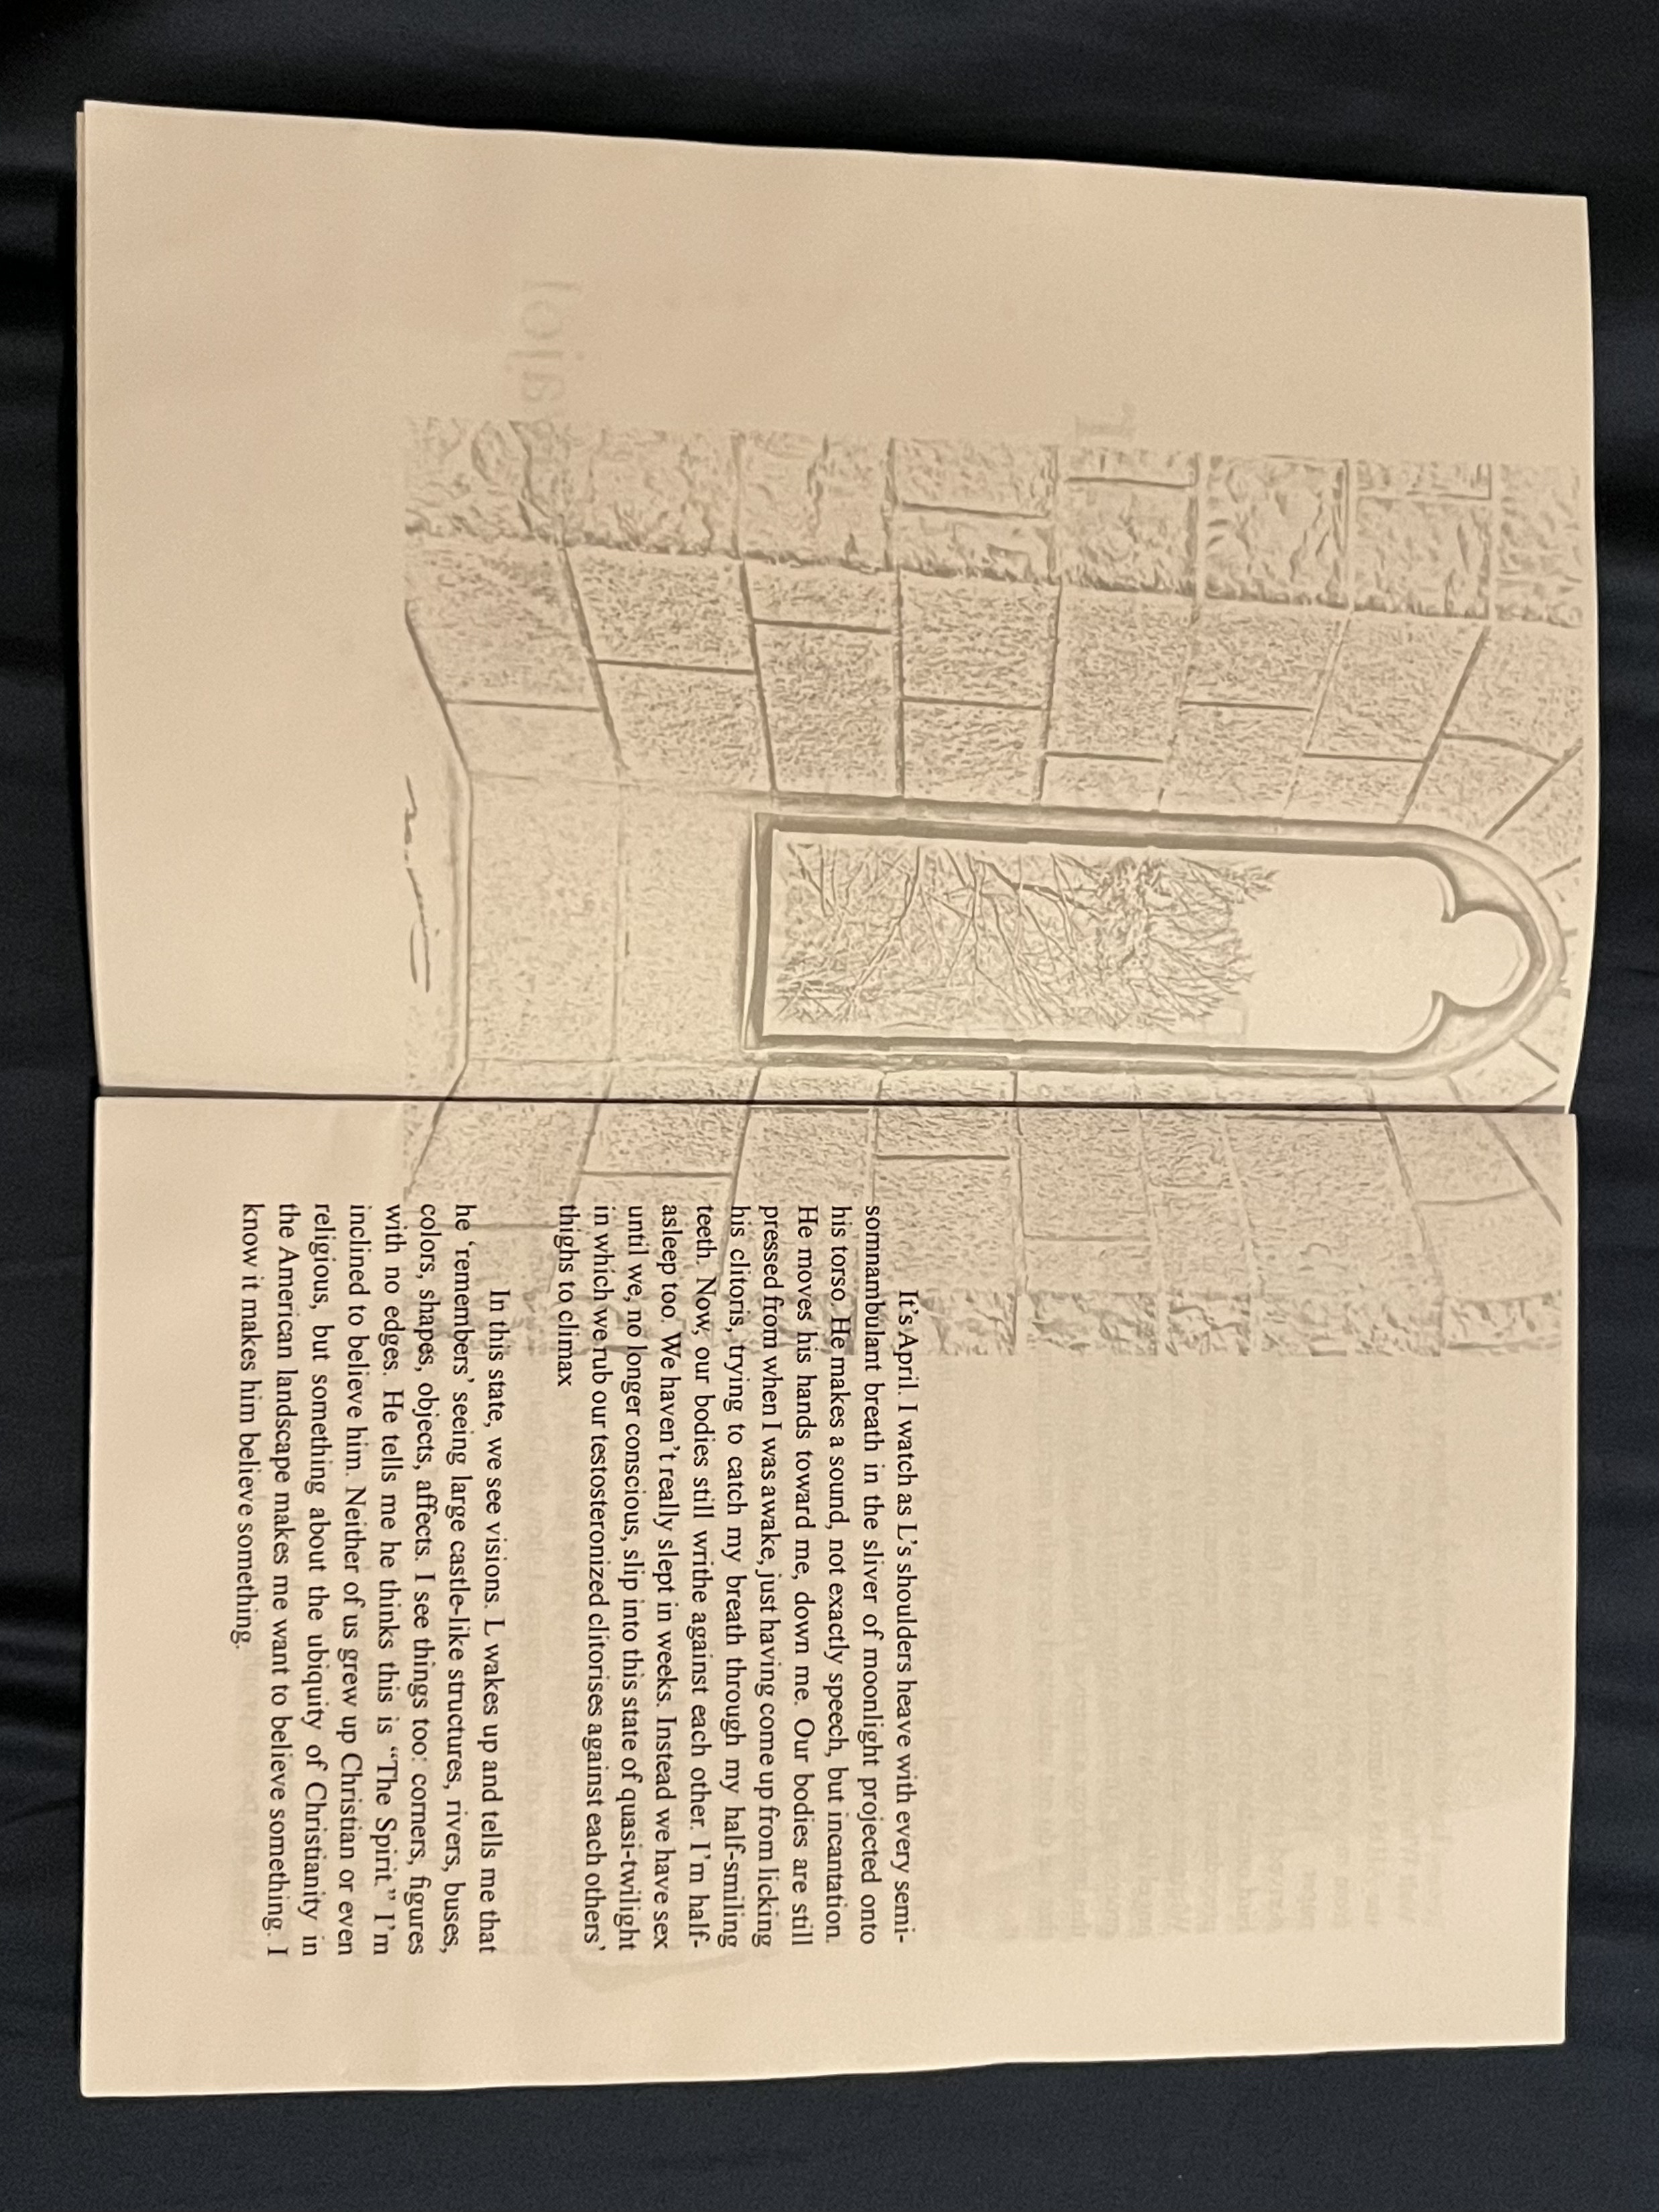 It's April. I watch as L's shoulders heave with every semi-
somnambulant breath in the sliver of moonlight projected onto
his torso. He makes a sound, not exactly speech, but incantation.
He moves his hands toward me, down me. Our bodies are still
pressed from when I was awake, just having come up from licking
his clitoris, trying to catch my breath through my half-smiling
teeth. Now, our bodies still writhe against each other. I'm half-
asleep too. We haven't really slept in weeks. Instead we have sex
until we, no longer conscious, slip into this state of quasi-twilight
in which we rub our testosteronized clitorises against each others'
thighs to climax
In this state, we see visions. L wakes up and tells me that
he 'remembers' seeing large castle-like structures, rivers, buses,
colors, shapes, objects, affects. I see things too: corners, figures
with no edges. He tells me he thinks this is “The Spirit.” I'm
inclined to believe him. Neither of us grew up Christian or even
religious, but something about the ubiquity of Christianity in
the American landscape makes me want to believe something. I
know it makes him believe something.